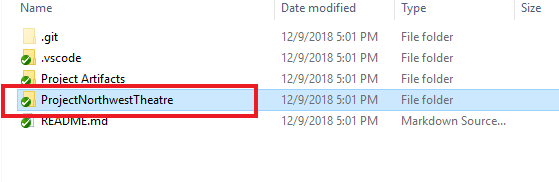 Name Date modified Type Size
.git 12/9/2018 5:01 PM File folder
.vscode 12/9/2018 5:01 PM File folder
Project Artifacts 12/9/2018 5:01 PM File folder
ProjectNorthwestTheatre 12/9/2018 5:01 PM File folder
README.md 12/9/2018 5:01 PM Markdown Source...